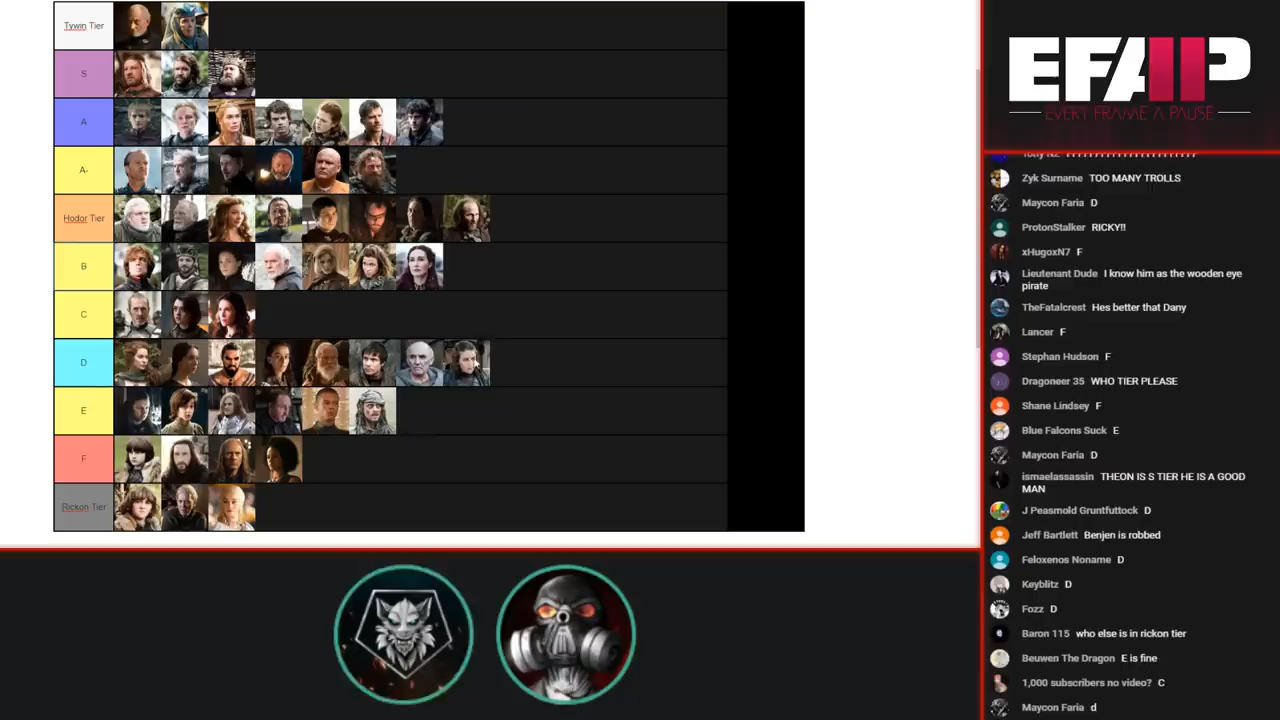 Tywin Tier
S
A
A-
Hodor Tier
B
C
D
E
F
Rickon Tier
EFAP
EVERY FRAME A PAUSE
Zyk Surname TOO MANY TROLLS
Maycon Faria D
ProtonStalker RICKY!!
xHugoxN7 F
Lieutenant Dude I know him as the wooden eye
pirate
TheFatalcrest Hes better that Dany
Lancer F
Stephan Hudson F
Dragoneer 35 WHO TIER PLEASE
Shane Lindsey F
Blue Falcons Suck E
Maycon Faria D
ismaelassassin THEON IS S TIER HE IS A GOOD
MAN
J Peasmold Gruntfuttock D
Jeff Bartlett Benjen is robbed
Feloxenos Noname D
Keyblitz D
Fozz D
Baron 115 who else is in rickon tier
Beuwen The Dragon E is fine
1,000 subscribers no video? C
Maycon Faria d